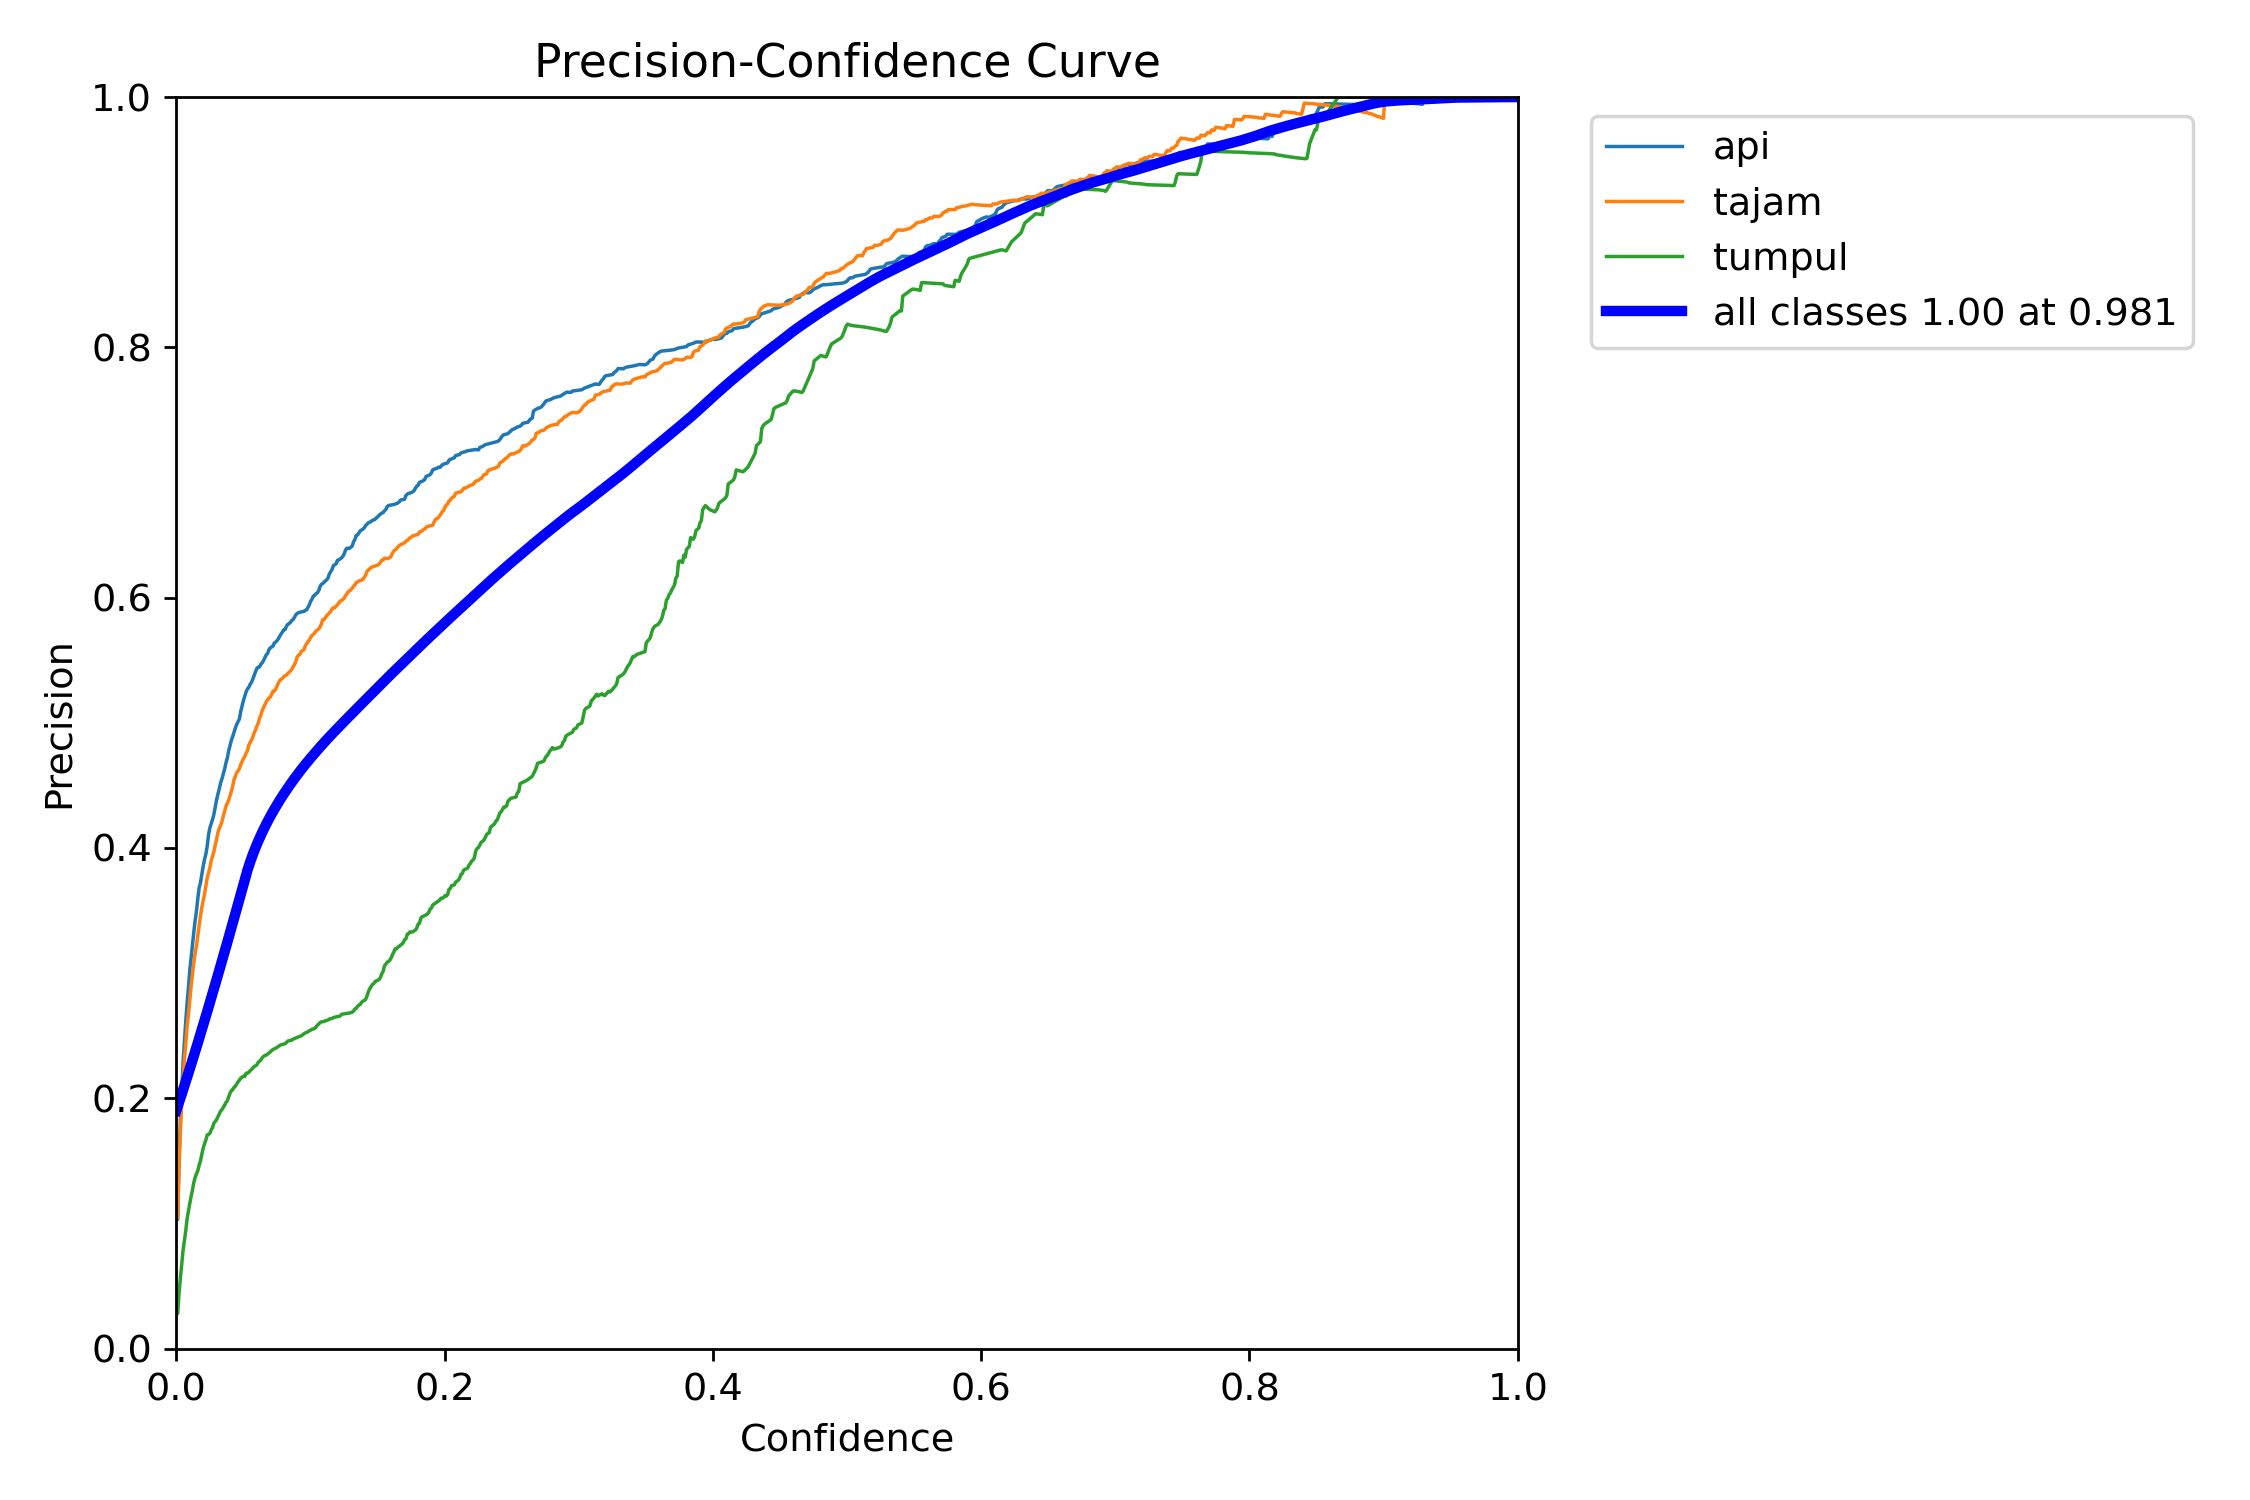 Precision-Confidence Curve
1.0
0.8
0.6
0.4
0.2
0.0
Precision
0.0 0.2 0.4 0.6 0.8 1.0
Confidence
api
tajam
tumpul
all classes 1.00 at 0.981